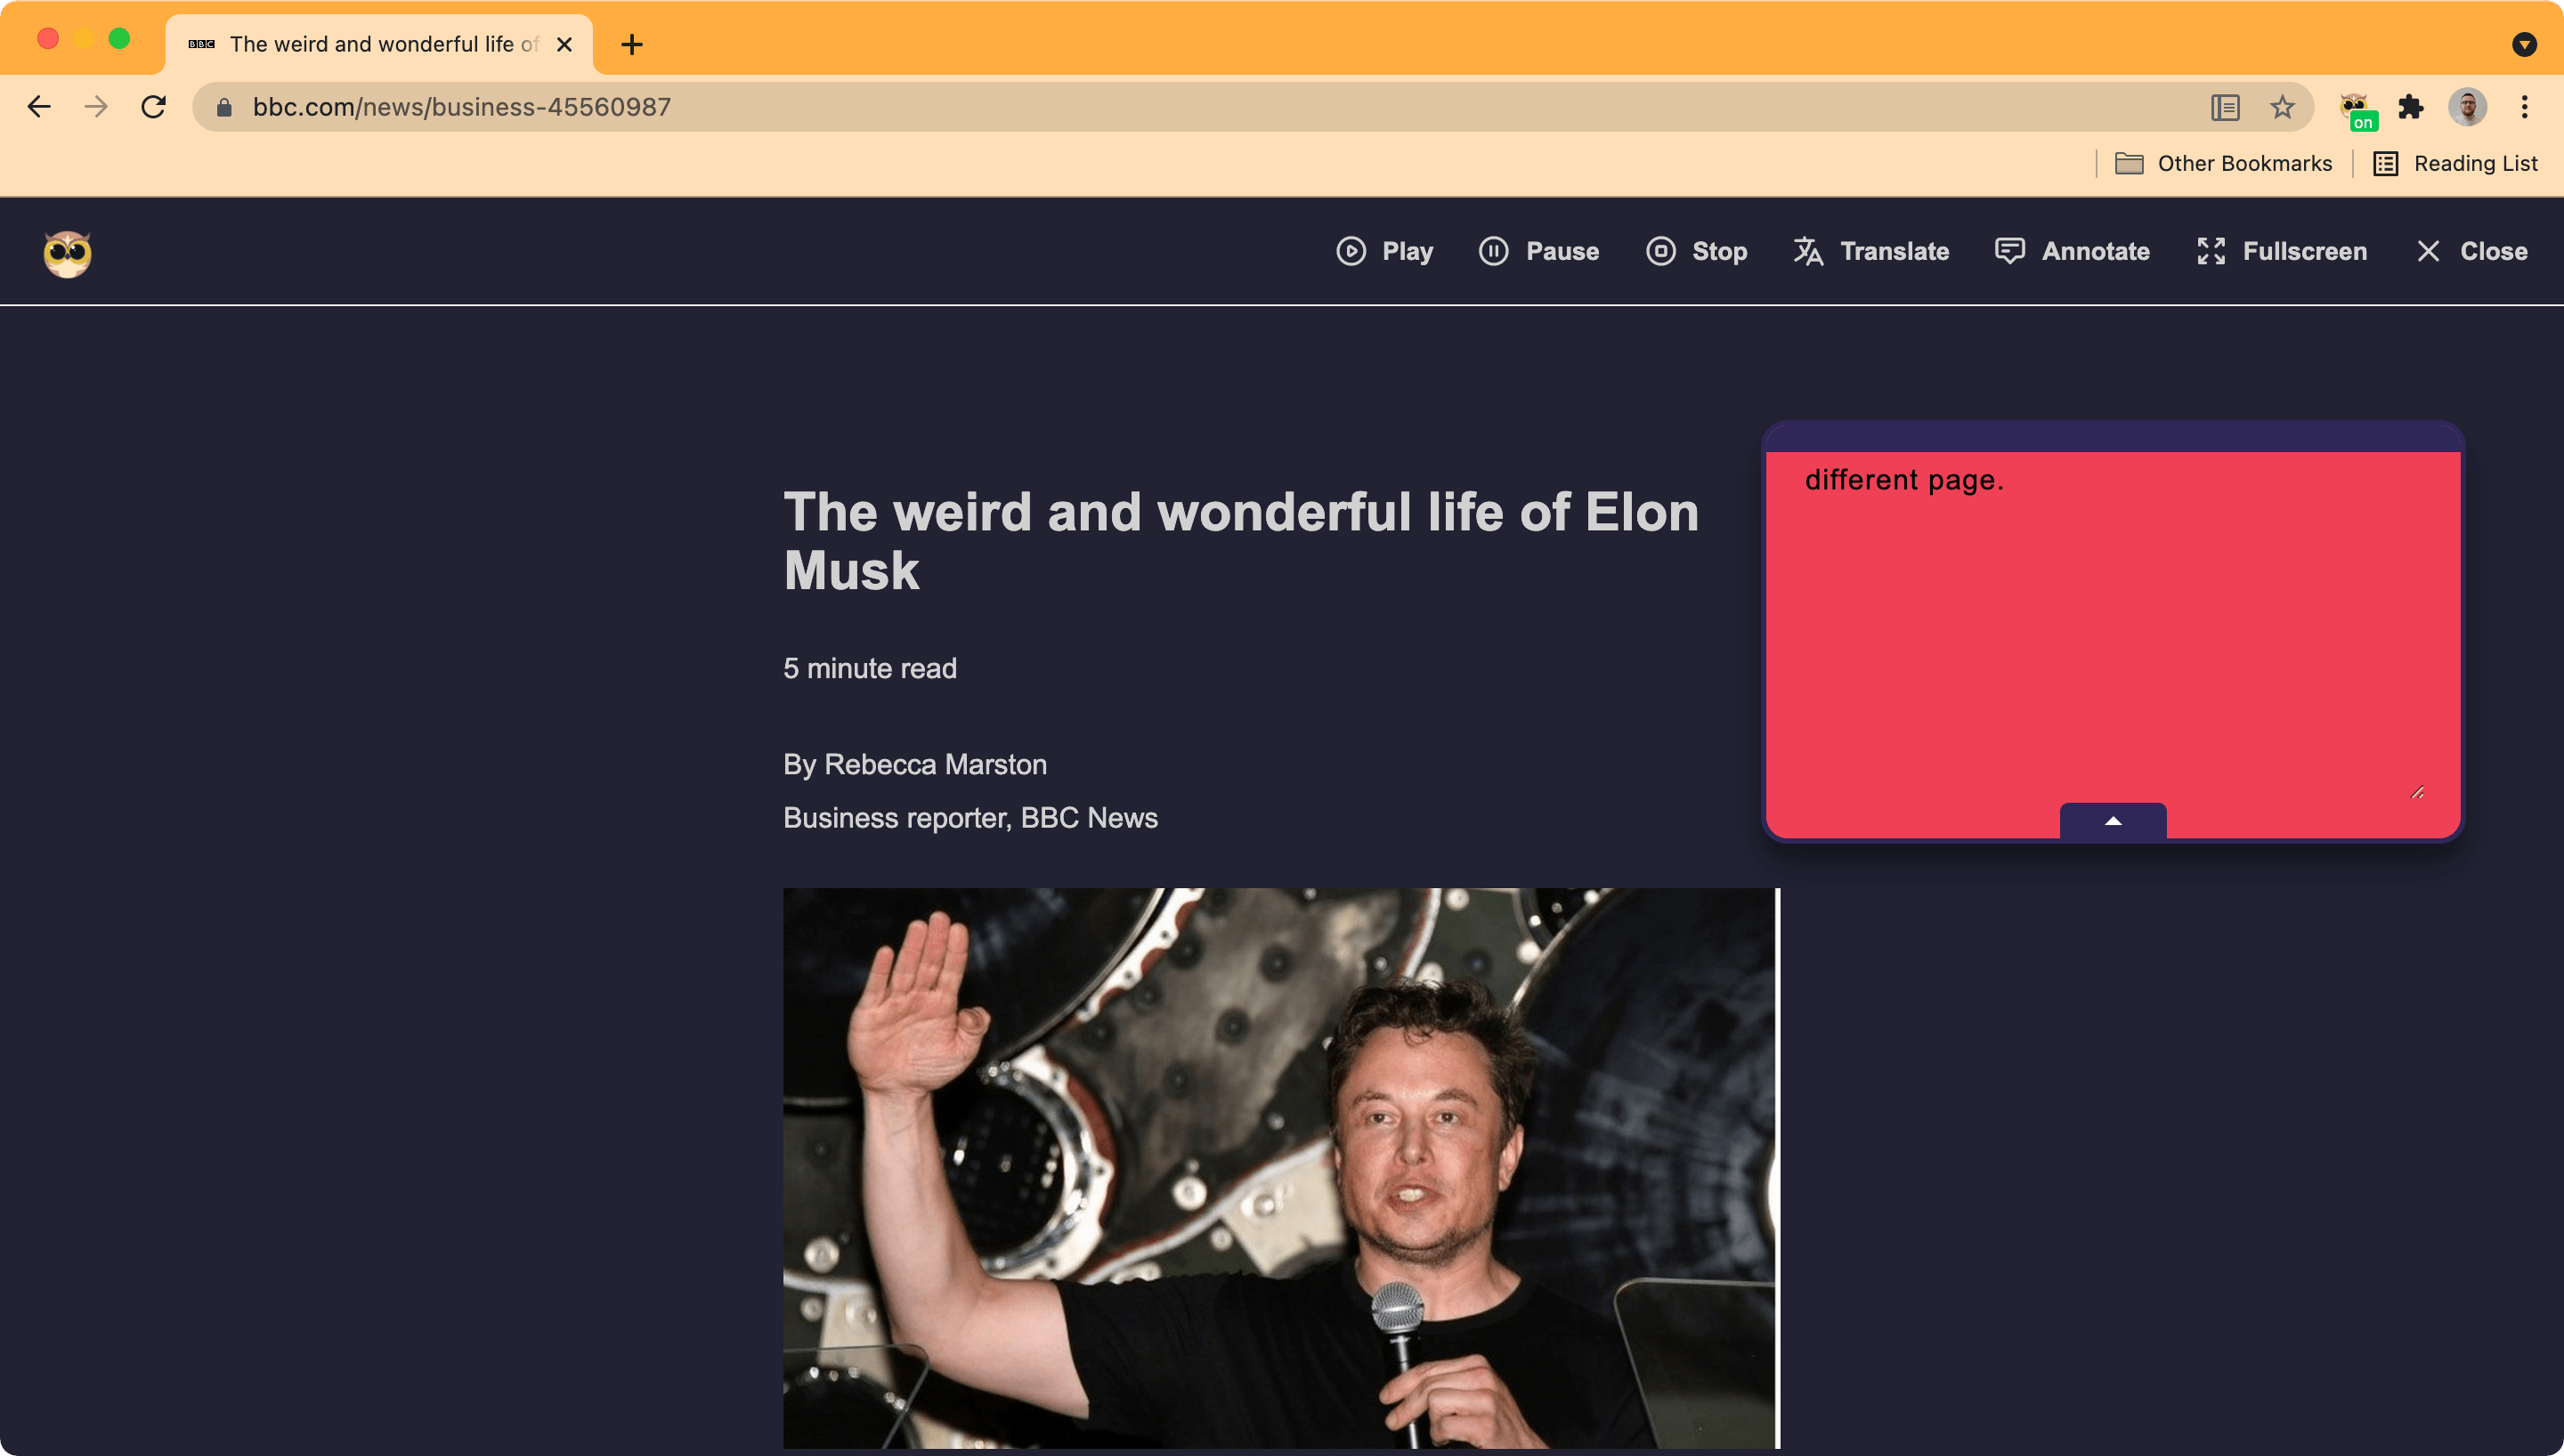 BBC The weird and wonderful life of
bbc.com/news/business-45560987
on
Other Bookmarks
Reading List
Play
Pause
Stop
Translate
Annotate
Fullscreen
Close
different page.
The weird and wonderful life of Elon
Musk
5 minute read
By Rebecca Marston
Business reporter, BBC News